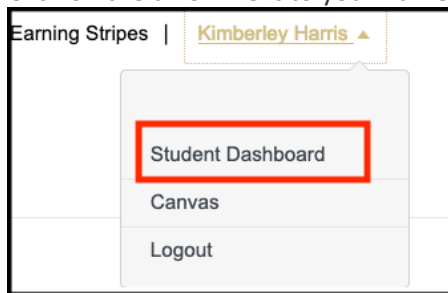 Earning Stripes | Kimberley Harris ▲
Student Dashboard
Canvas
Logout